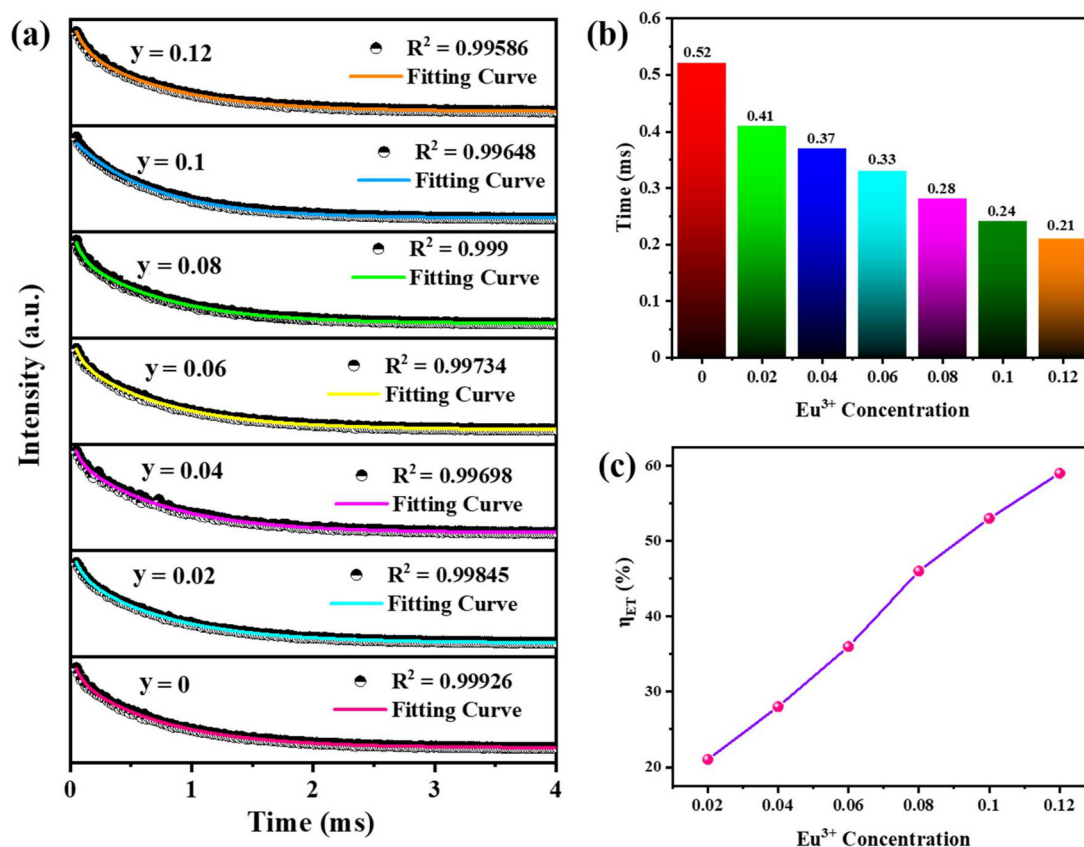 (a)
y = 0.12
R² = 0.99586
Fitting Curve
y = 0.1
R² = 0.99648
Fitting Curve
y = 0.08
R² = 0.999
Fitting Curve
y = 0.06
R² = 0.99734
Fitting Curve
y = 0.04
R² = 0.99698
Fitting Curve
y = 0.02
R² = 0.99845
Fitting Curve
y = 0
R² = 0.99926
Fitting Curve
Intensity (a.u.)
0 1 2 3 4
Time (ms)
(b)
0.6
0.5
0.4
0.3
0.2
0.1
0
Time (ms)
0.52
0.41
0.37
0.33
0.28
0.24
0.21
0 0.02 0.04 0.06 0.08 0.1 0.12
Eu³⁺ Concentration
(c)
60
50
40
30
20
η_ET (%)
0.02 0.04 0.06 0.08 0.1 0.12
Eu³⁺ Concentration